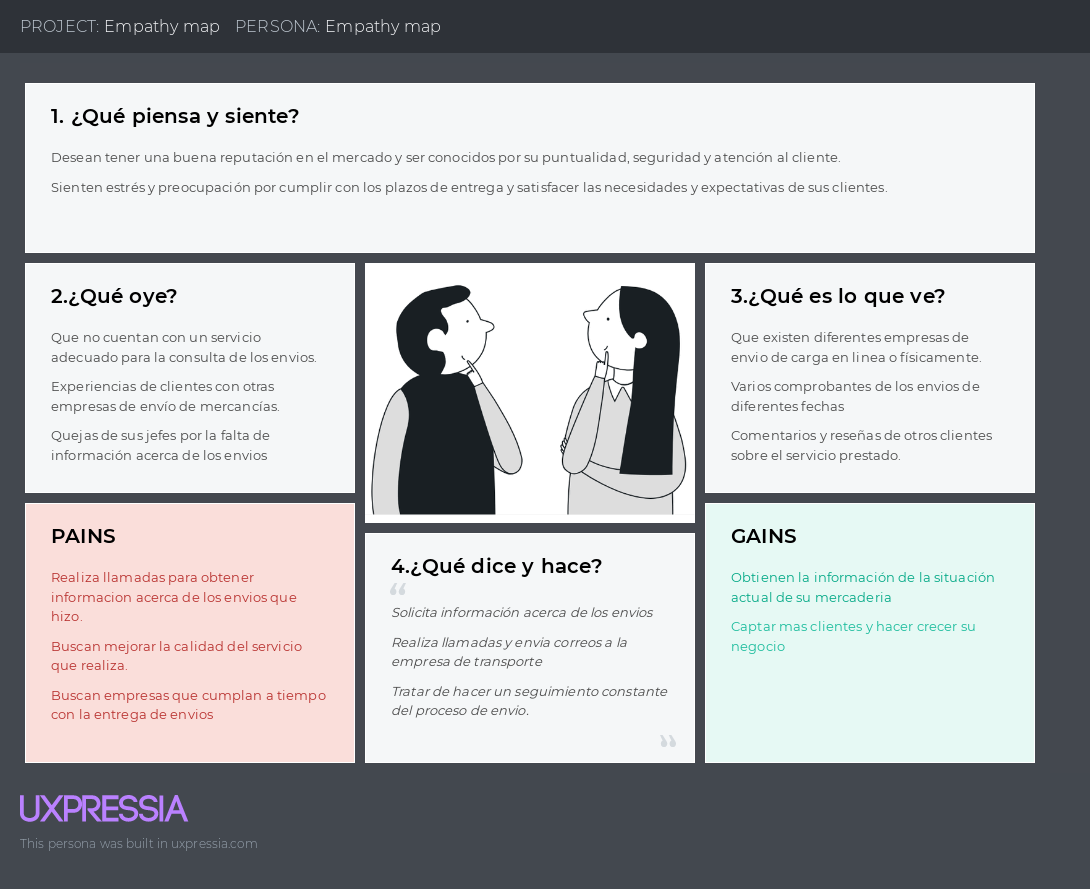 PROJECT: Empathy map PERSONA: Empathy map
1. ¿Qué piensa y siente?
Desean tener una buena reputación en el mercado y ser conocidos por su puntualidad, seguridad y atención al cliente.
Sienten estrés y preocupación por cumplir con los plazos de entrega y satisfacer las necesidades y expectativas de sus clientes.
2.¿Qué oye?
Que no cuentan con un servicio
adecuado para la consulta de los envios.
Experiencias de clientes con otras
empresas de envío de mercancías.
Quejas de sus jefes por la falta de
información acerca de los envios
3.¿Qué es lo que ve?
Que existen diferentes empresas de
envio de carga en linea o físicamente.
Varios comprobantes de los envios de
diferentes fechas
Comentarios y reseñas de otros clientes
sobre el servicio prestado.
PAINS
Realiza llamadas para obtener
informacion acerca de los envios que
hizo.
Buscan mejorar la calidad del servicio
que realiza.
Buscan empresas que cumplan a tiempo
con la entrega de envios
4.¿Qué dice y hace?
“
Solicita información acerca de los envios
Realiza llamadas y envia correos a la
empresa de transporte
Tratar de hacer un seguimiento constante
del proceso de envio.
”
GAINS
Obtienen la información de la situación
actual de su mercaderia
Captar mas clientes y hacer crecer su
negocio
UXPRESSIA
This persona was built in uxpressia.com